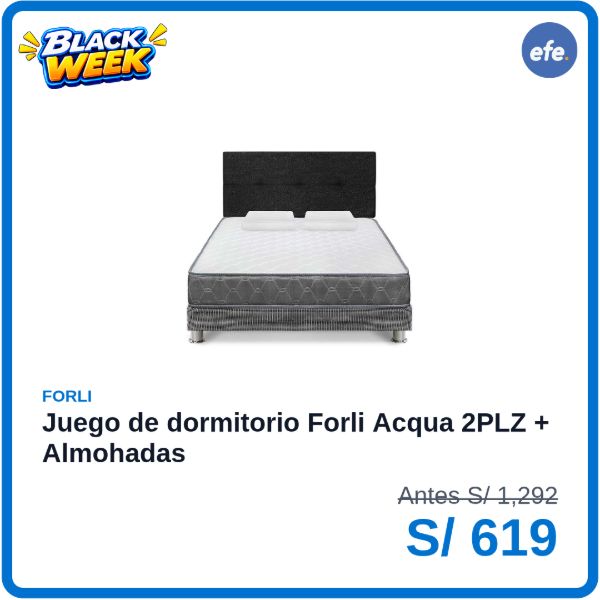 BLACK
WEEK
efe.
FORLI
Juego de dormitorio Forli Acqua 2PLZ +
Almohadas
Antes S/ 1,292
S/ 619